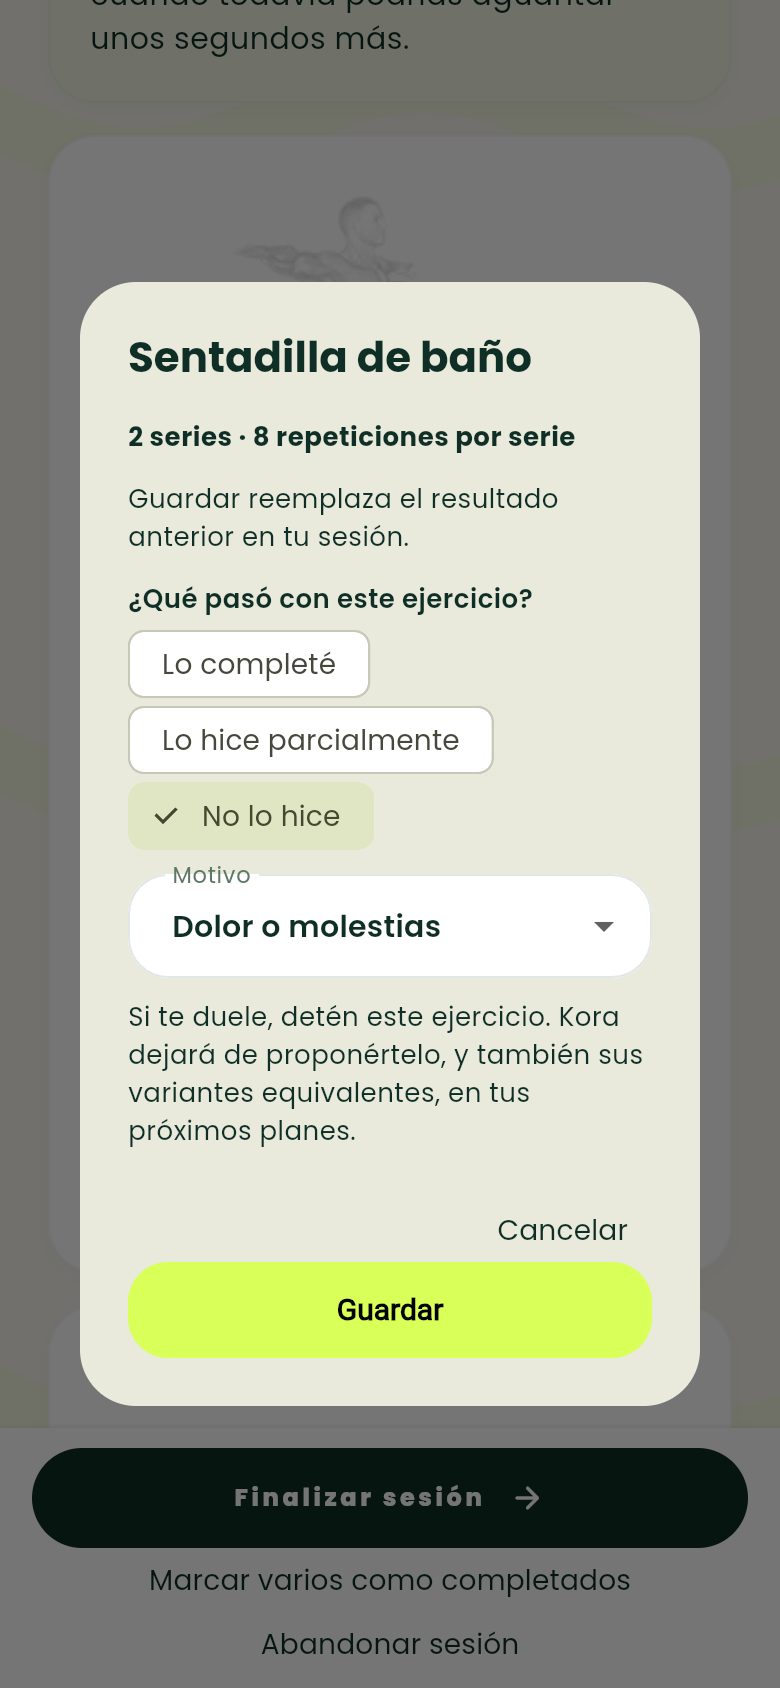 unos segundos más.
Sentadilla de baño
2 series · 8 repeticiones por serie
Guardar reemplaza el resultado
anterior en tu sesión.
¿Qué pasó con este ejercicio?
Lo completé
Lo hice parcialmente
No lo hice
Motivo
Dolor o molestias
Si te duele, detén este ejercicio. Kora
dejará de proponértelo, y también sus
variantes equivalentes, en tus
próximos planes.
Cancelar
Guardar
Finalizar sesión
Marcar varios como completados
Abandonar sesión